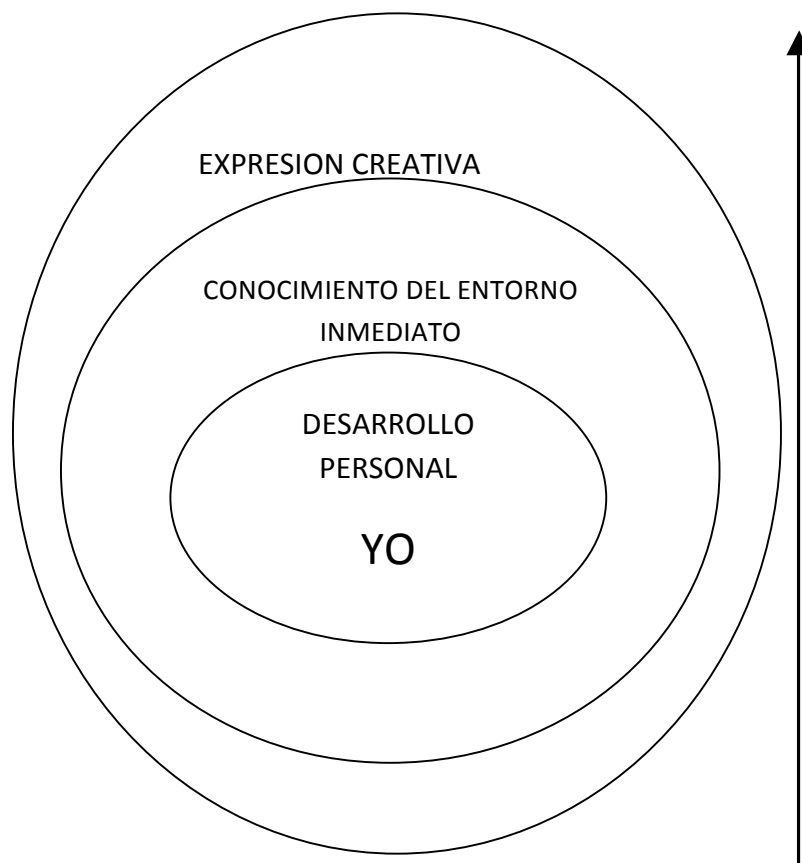 EXPRESION CREATIVA
CONOCIMIENTO DEL ENTORNO
INMEDIATO
DESARROLLO
PERSONAL
YO